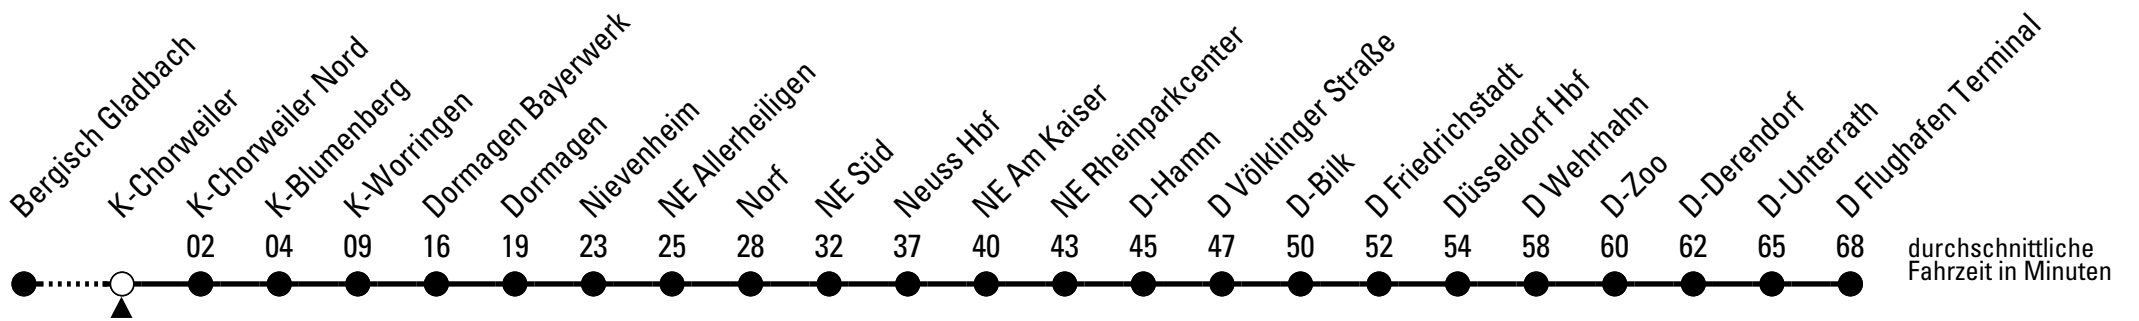 Bergisch Gladbach
K-Chorweiler
K-Chorweiler Nord
K-Blumenberg
K-Worringen
Dormagen Bayerwerk
Dormagen
Nievenheim
NE Allerheiligen
Norf
NE Süd
Neuss Hbf
NE Am Kaiser
NE Rheinparkcenter
D-Hamm
D Völklinger Straße
D-Bilk
D Friedrichstadt
Düsseldorf Hbf
D Wehrhahn
D-Zoo
D-Derendorf
D-Unterrath
D Flughafen Terminal
02 04 09 16 19 23 25 28 32 37 40 43 45 47 50 52 54 58 60 62 65 68
durchschnittliche
Fahrzeit in Minuten